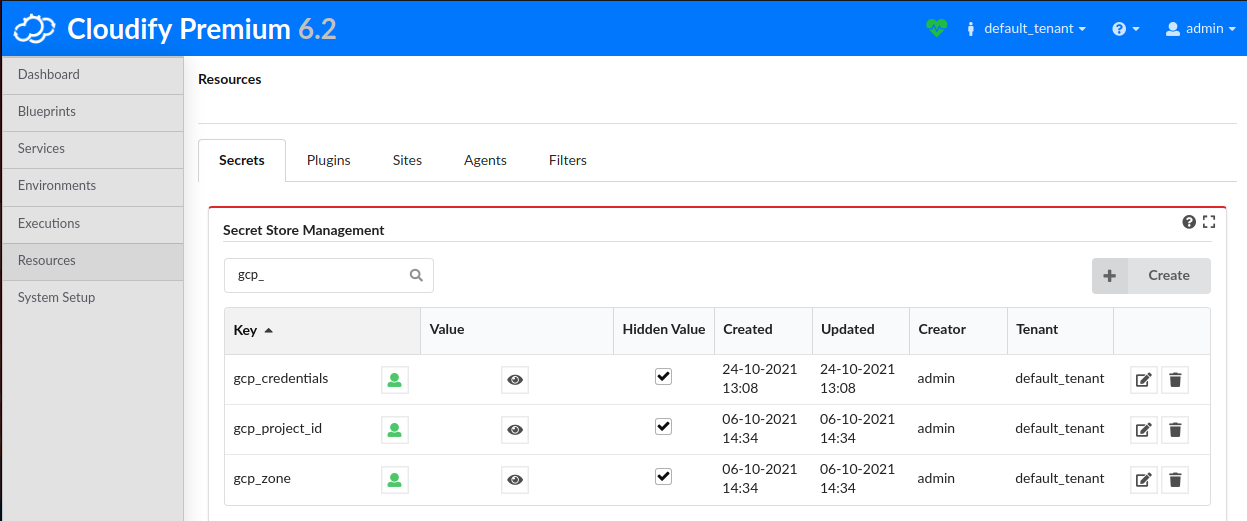 Cloudify Premium 6.2
default_tenant
admin
Dashboard
Blueprints
Services
Environments
Executions
Resources
System Setup
Resources
Secrets Plugins Sites Agents Filters
Secret Store Management
gcp_
Create
Key Value Hidden Value Created Updated Creator Tenant
gcp_credentials 24-10-2021 24-10-2021 admin default_tenant
13:08 13:08
gcp_project_id 06-10-2021 06-10-2021 admin default_tenant
14:34 14:34
gcp_zone 06-10-2021 06-10-2021 admin default_tenant
14:34 14:34